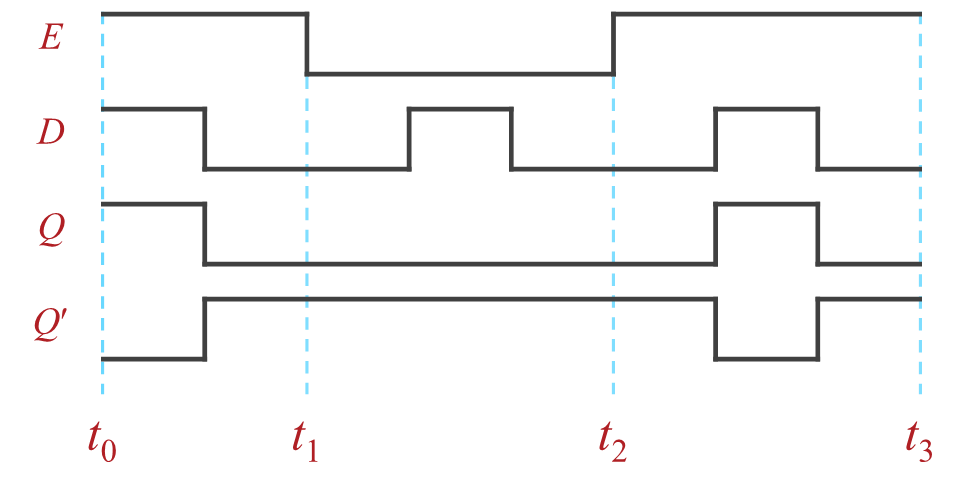 E
D
Q
Q′
t₀ t₁ t₂ t₃